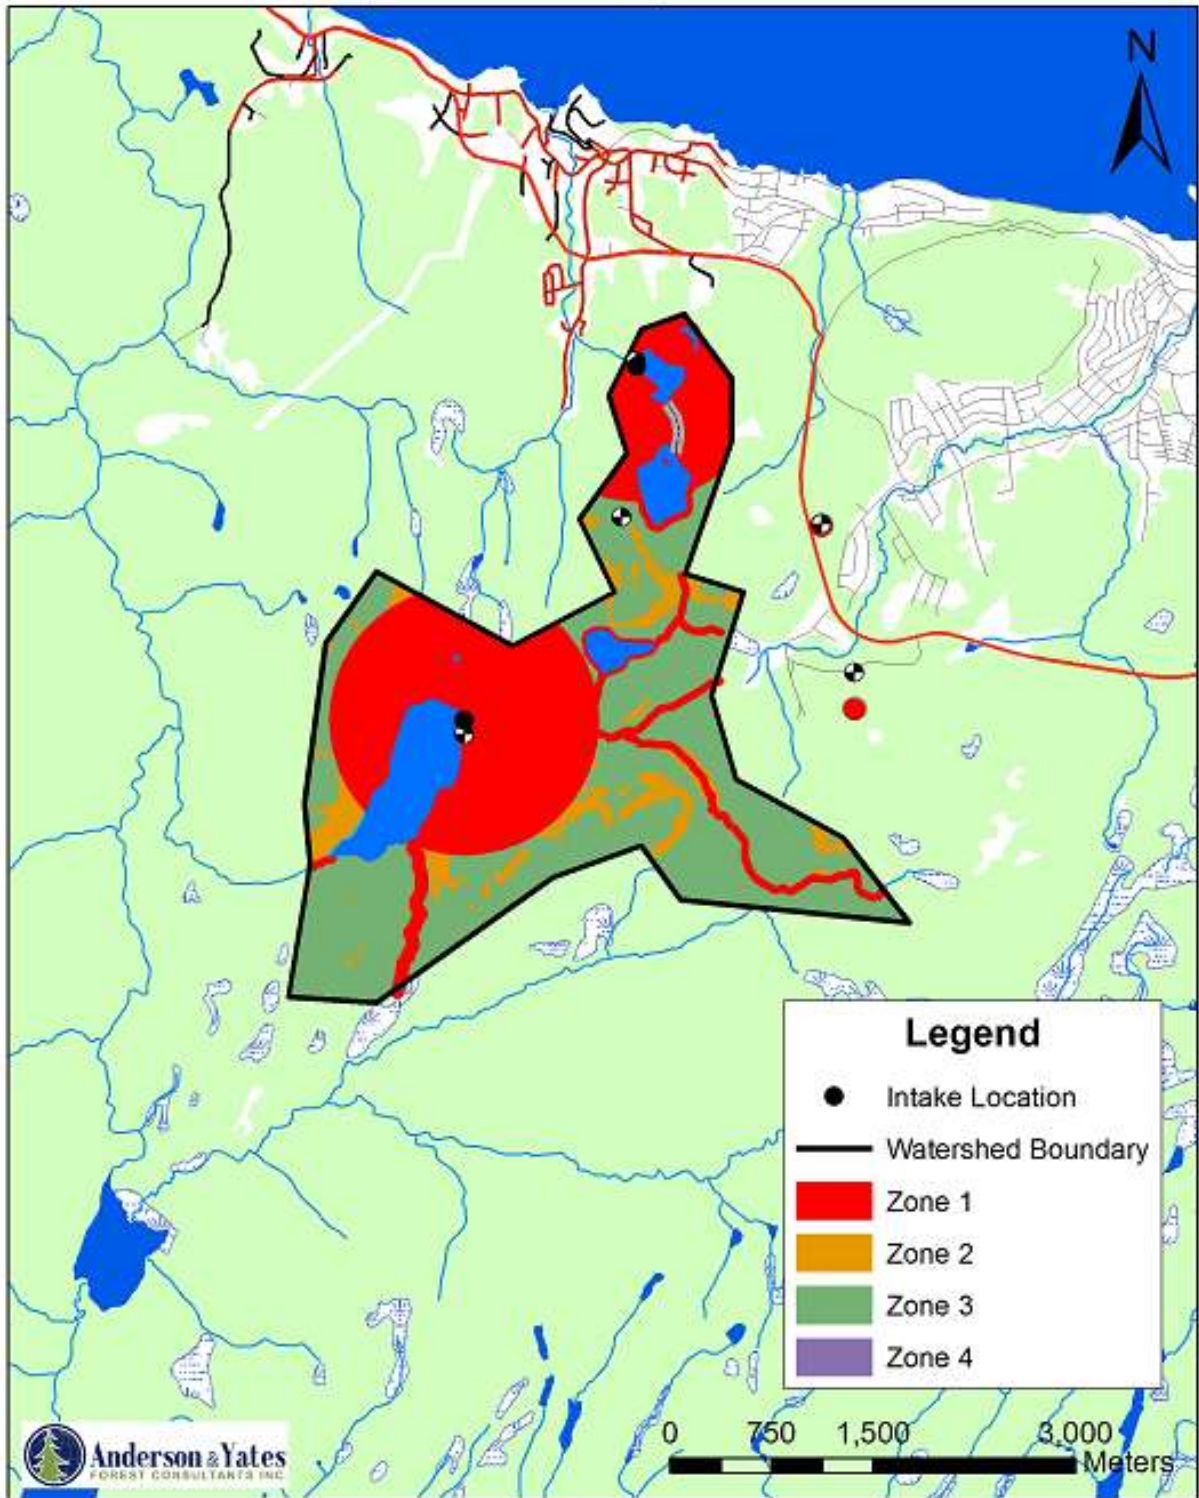 N
Legend
Intake Location
Watershed Boundary
Zone 1
Zone 2
Zone 3
Zone 4
0 750 1,500 3,000
Meters
Anderson & Yates
FOREST CONSULTANTS INC.